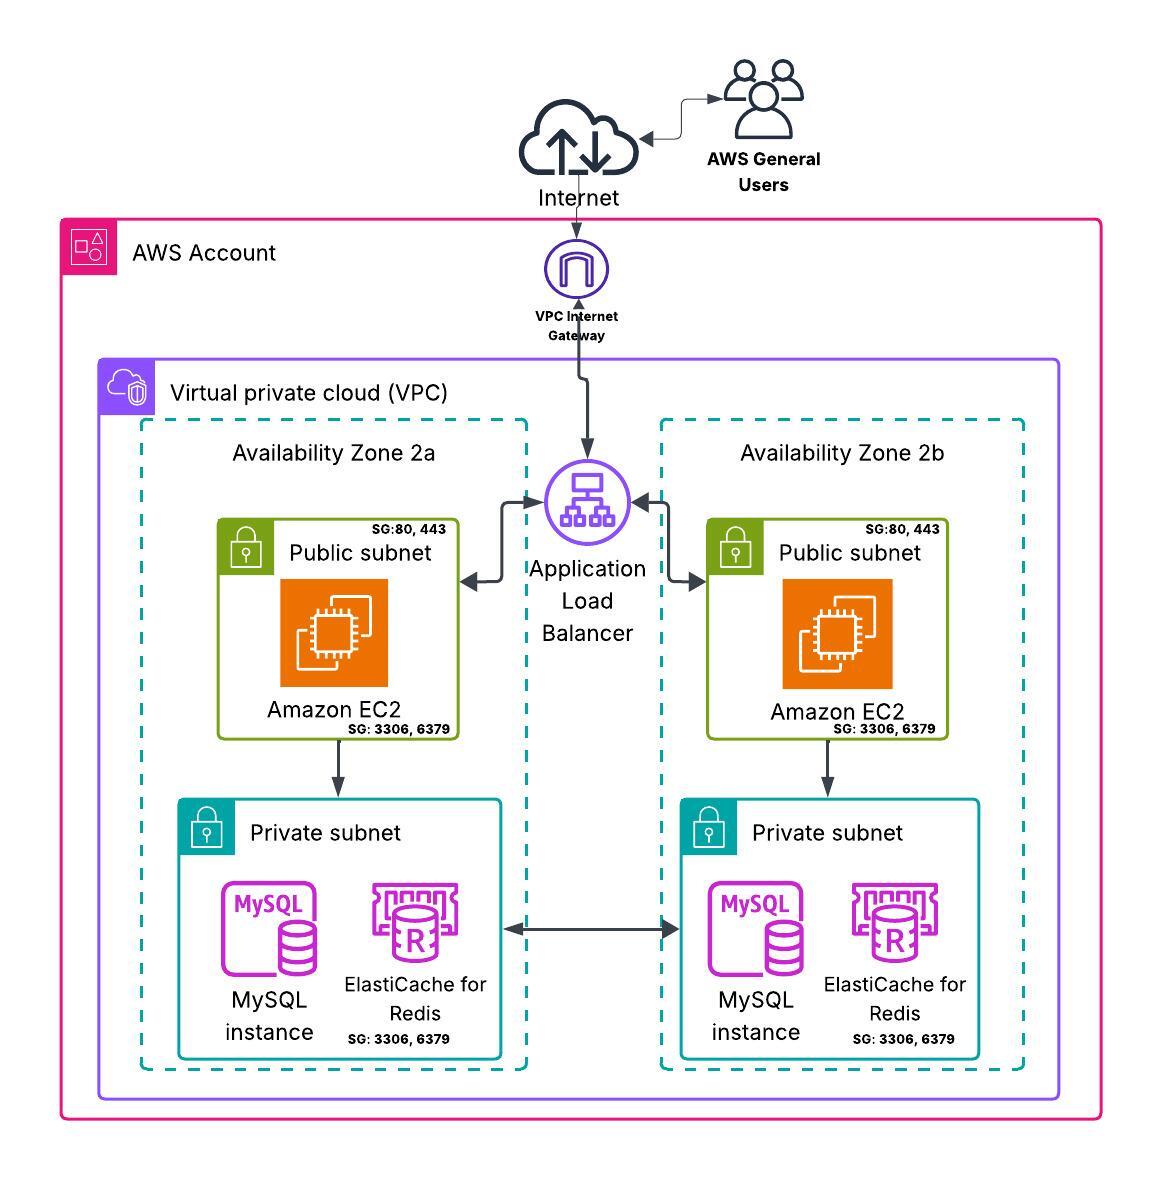 AWS General
Users
Internet
AWS Account
VPC Internet
Gateway
Virtual private cloud (VPC)
Availability Zone 2a
Availability Zone 2b
SG:80, 443
Public subnet
Amazon EC2
SG: 3306, 6379
Application
Load
Balancer
SG:80, 443
Public subnet
Amazon EC2
SG: 3306, 6379
Private subnet
MySQL
MySQL
instance
R
ElastiCache for
Redis
SG: 3306, 6379
Private subnet
MySQL
MySQL
instance
R
ElastiCache for
Redis
SG: 3306, 6379